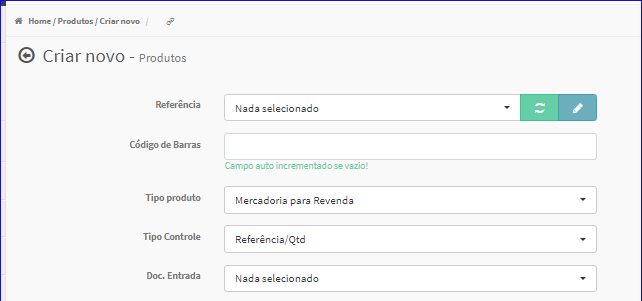 Home / Produtos / Criar novo /
Criar novo - Produtos
Referência Nada selecionado
Código de Barras
Campo auto incrementado se vazio!
Tipo produto Mercadoria para Revenda
Tipo Controle Referência/Qtd
Doc. Entrada Nada selecionado